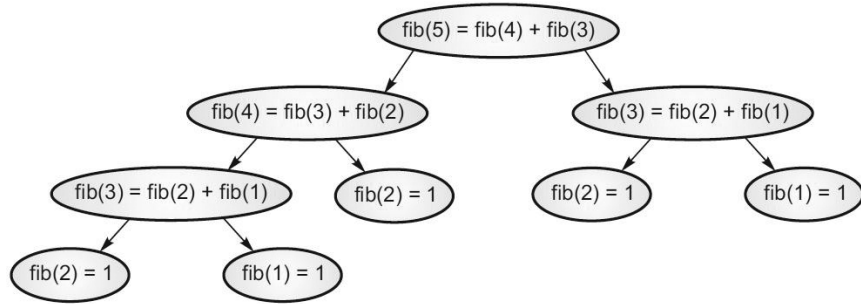 fib(5) = fib(4) + fib(3)
fib(4) = fib(3) + fib(2)
fib(3) = fib(2) + fib(1)
fib(3) = fib(2) + fib(1)
fib(2) = 1
fib(2) = 1
fib(1) = 1
fib(2) = 1
fib(1) = 1